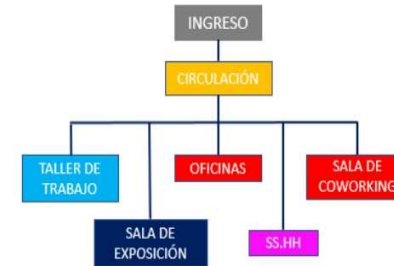 INGRESO
CIRCULACIÓN
TALLER DE
TRABAJO
OFICINAS
SALA DE
COWORKING
SALA DE
EXPOSICIÓN
SS.HH